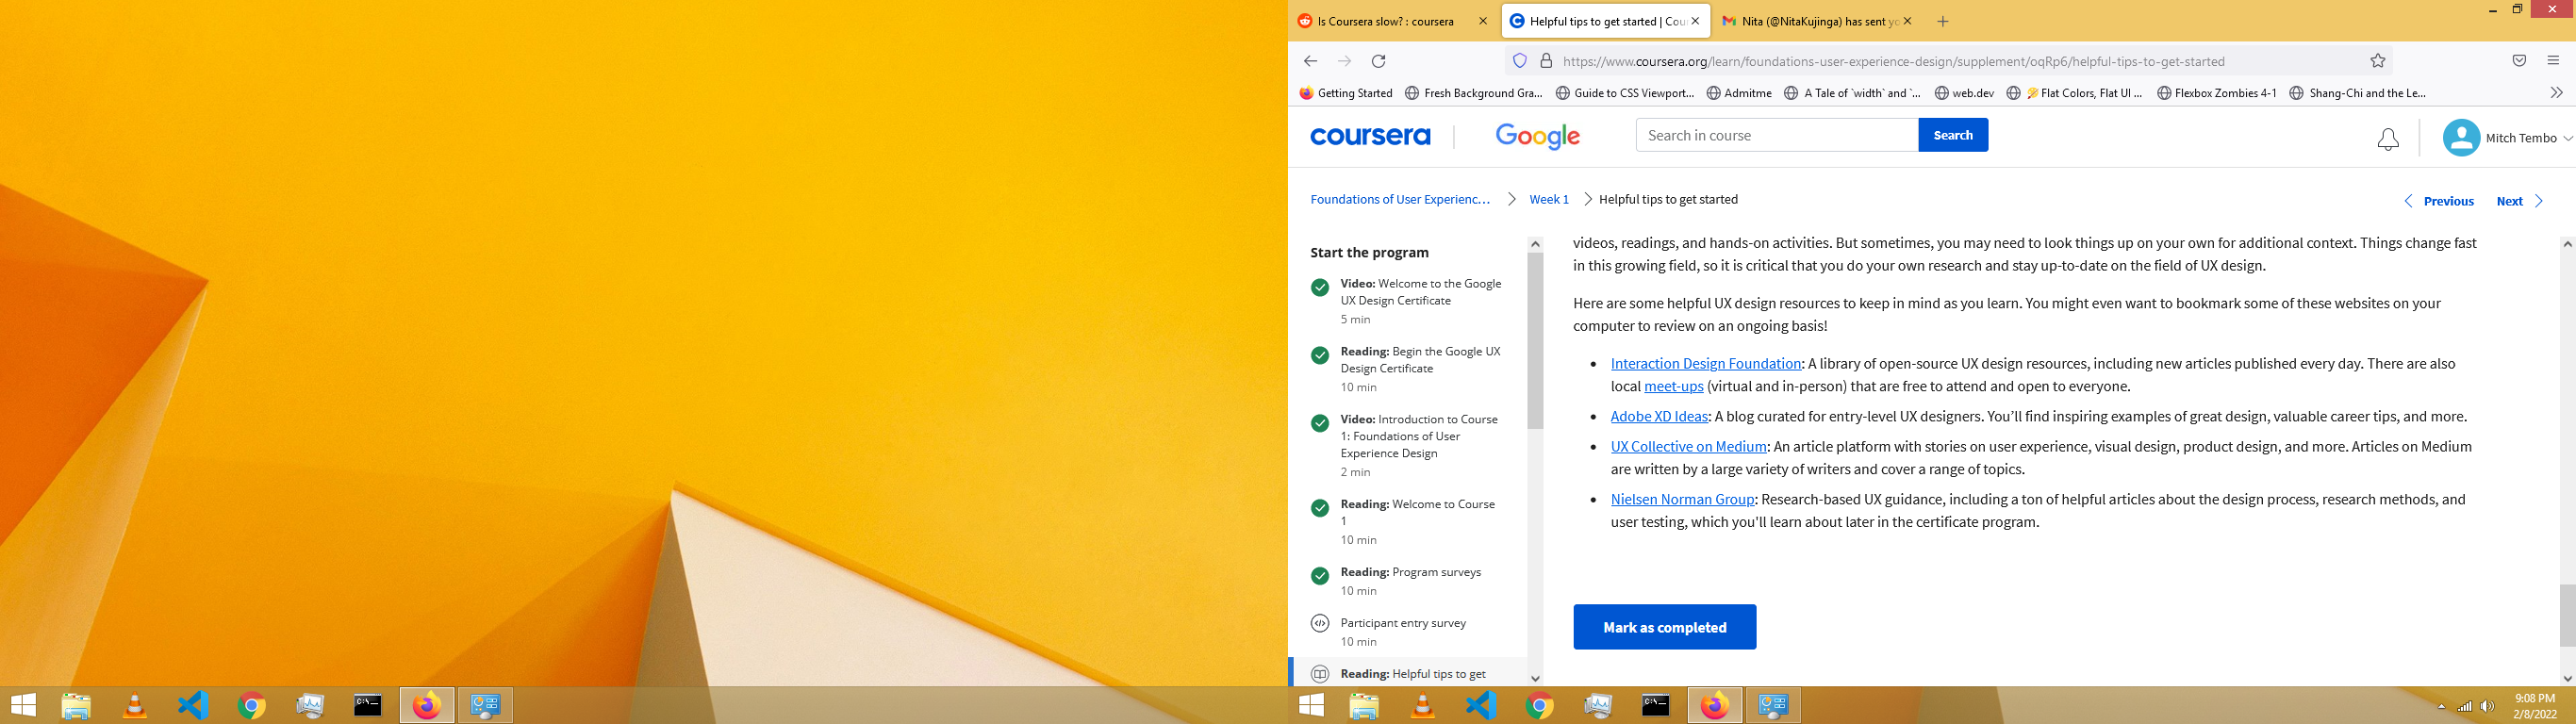 Is Coursera slow? : coursera
Helpful tips to get started | Cour
Nita (@NitaKujinga) has sent yo
https://www.coursera.org/learn/foundations-user-experience-design/supplement/oqRp6/helpful-tips-to-get-started
Getting Started
Fresh Background Gra...
Guide to CSS Viewport...
Admitme
A Tale of `width` and `...
web.dev
Flat Colors, Flat UI ...
Flexbox Zombies 4-1
Shang-Chi and the Le...
coursera
Google
Search in course
Search
Mitch Tembo
Foundations of User Experienc...
Week 1
Helpful tips to get started
Previous
Next
Start the program
Video: Welcome to the Google
UX Design Certificate
5 min
Reading: Begin the Google UX
Design Certificate
10 min
Video: Introduction to Course
1: Foundations of User
Experience Design
2 min
Reading: Welcome to Course
1
10 min
Reading: Program surveys
10 min
Participant entry survey
10 min
Reading: Helpful tips to get
videos, readings, and hands-on activities. But sometimes, you may need to look things up on your own for additional context. Things change fast
in this growing field, so it is critical that you do your own research and stay up-to-date on the field of UX design.
Here are some helpful UX design resources to keep in mind as you learn. You might even want to bookmark some of these websites on your
computer to review on an ongoing basis!
• Interaction Design Foundation: A library of open-source UX design resources, including new articles published every day. There are also
local meet-ups (virtual and in-person) that are free to attend and open to everyone.
• Adobe XD Ideas: A blog curated for entry-level UX designers. You’ll find inspiring examples of great design, valuable career tips, and more.
• UX Collective on Medium: An article platform with stories on user experience, visual design, product design, and more. Articles on Medium
are written by a large variety of writers and cover a range of topics.
• Nielsen Norman Group: Research-based UX guidance, including a ton of helpful articles about the design process, research methods, and
user testing, which you'll learn about later in the certificate program.
Mark as completed
9:08 PM
2/8/2022